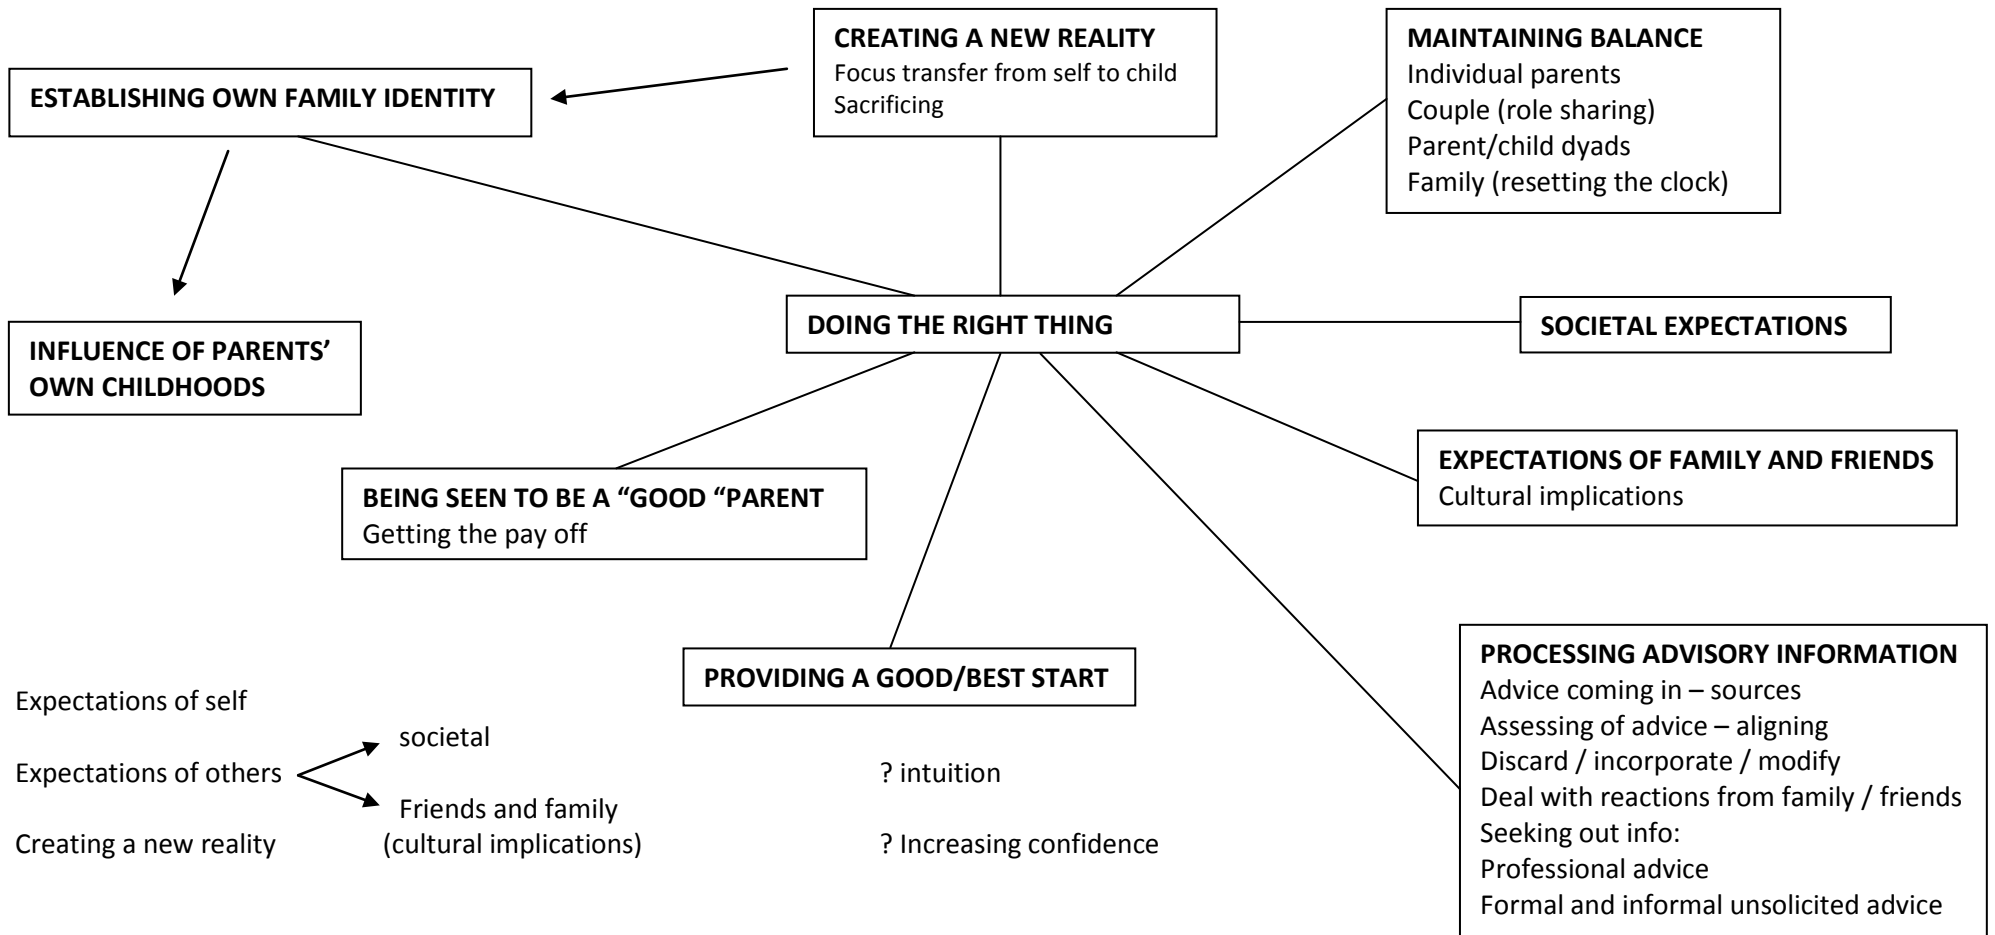 CREATING A NEW REALITY
Focus transfer from self to child
Sacrificing
MAINTAINING BALANCE
Individual parents
Couple (role sharing)
Parent/child dyads
Family (resetting the clock)
ESTABLISHING OWN FAMILY IDENTITY
DOING THE RIGHT THING
SOCIETAL EXPECTATIONS
INFLUENCE OF PARENTS’
OWN CHILDHOODS
EXPECTATIONS OF FAMILY AND FRIENDS
Cultural implications
BEING SEEN TO BE A “GOOD “PARENT
Getting the pay off
PROVIDING A GOOD/BEST START
PROCESSING ADVISORY INFORMATION
Advice coming in – sources
Assessing of advice – aligning
Discard / incorporate / modify
Deal with reactions from family / friends
Seeking out info:
Professional advice
Formal and informal unsolicited advice
Expectations of self
societal
Expectations of others
? intuition
Friends and family
Creating a new reality
(cultural implications)
? Increasing confidence